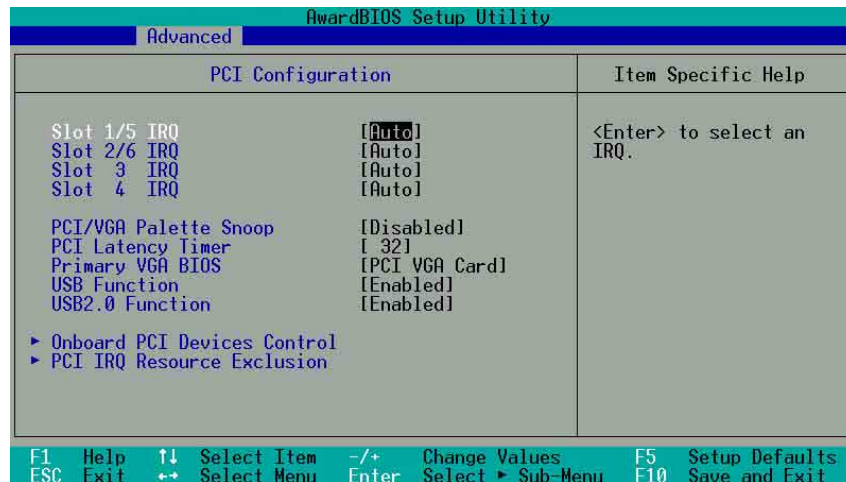 AwardBIOS Setup Utility
Advanced
PCI Configuration
Item Specific Help
Slot 1/5 IRQ [Auto]
Slot 2/6 IRQ [Auto]
Slot 3 IRQ [Auto]
Slot 4 IRQ [Auto]
PCI/VGA Palette Snoop [Disabled]
PCI Latency Timer [ 32]
Primary VGA BIOS [PCI VGA Card]
USB Function [Enabled]
USB2.0 Function [Enabled]
► Onboard PCI Devices Control
► PCI IRQ Resource Exclusion
<Enter> to select an
IRQ.
F1 Help ↑↓ Select Item -/+ Change Values F5 Setup Defaults
ESC Exit ↔ Select Menu Enter Select ► Sub-Menu F10 Save and Exit